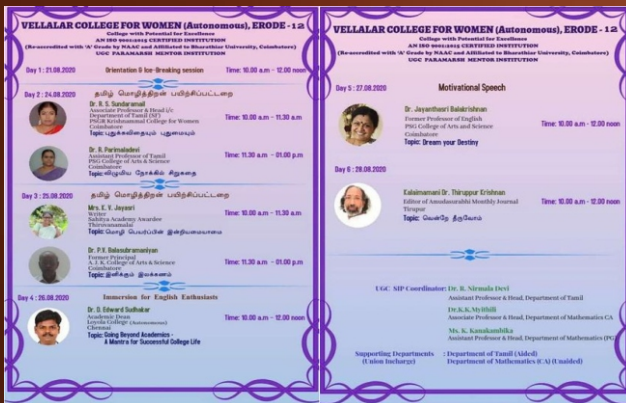 VELLALAR COLLEGE FOR WOMEN (Autonomous), ERODE - 12
College with Potential for Excellence
AN ISO 9001:2015 CERTIFIED INSTITUTION
(Re-accredited with 'A' Grade by NAAC and Affiliated to Bharathiar University, Coimbatore)
UGC PARAMARSH MENTOR INSTITUTION
Day 1 : 21.08.2020 Orientation & Ice-Breaking session Time: 10.00 a.m - 12.00 noon
Day 2 : 24.08.2020 தமிழ் மொழித்திறன் பயிற்சிப்பட்டறை
Dr. R. S. Sundarambal
Associate Professor & Head i/c.
Department of Tamil (SF)
PSGR Krishnammal College for Women
Coimbatore
Topic: புதுக்கவிதையும் புதுமையும்
Time: 10.00 a.m - 11.30 a.m
Dr. R. Parimaladevi
Assistant Professor of Tamil
PSG College of Arts & Science
Coimbatore
Topic: விழுமிய நோக்கில் சிறுகதை
Time: 11.30 a.m - 01.00 p.m
Day 3 : 25.08.2020 தமிழ் மொழித்திறன் பயிற்சிப்பட்டறை
Mrs. K. V. Jeyasri
Writer
Sahitya Academy Awardee
Thiruvannamalai
Topic: மொழி பெயர்ப்பின் இன்றியமையாமை
Time: 10.00 a.m - 11.30 a.m
Dr. P.R. Balasubramaniyan
Former Principal
A. J. K. College of Arts & Science
Coimbatore
Topic: இனிக்கும் இலக்கணம்
Time: 11.30 a.m - 01.00 p.m
Day 4 : 26.08.2020 Immersion for English Enthusiasts
Dr. D. Edward Sudhakar
Academic Dean
Loyola College (Autonomous)
Chennai
Topic: Going Beyond Academics -
A Mantra for Successful College Life
Time: 10.00 a.m - 12.00 noon
VELLALAR COLLEGE FOR WOMEN (Autonomous), ERODE - 12
College with Potential for Excellence
AN ISO 9001:2015 CERTIFIED INSTITUTION
(Re-accredited with 'A' Grade by NAAC and Affiliated to Bharathiar University, Coimbatore)
UGC PARAMARSH MENTOR INSTITUTION
Day 5 : 27.08.2020 Motivational Speech
Dr. Jayanthasri Balakrishnan
Former Professor of English
PSG College of Arts and Science
Coimbatore
Topic: Dream your Destiny
Time: 10.00 a.m - 12.00 noon
Day 6 : 28.08.2020
Kalaimamani Dr. Thiruppur Krishnan
Editor of Amudhasurabhi Monthly Journal
Tirupur
Topic: வென்றே தீருவோம்
Time: 10.00 a.m - 12.00 noon
UGC SIP Coordinator: Dr. R. Nirmala Devi
Assistant Professor & Head, Department of Tamil
Dr.K.K.Mythili
Associate Professor & Head, Department of Mathematics CA
Ms. K. Kanakambika
Assistant Professor & Head, Department of Mathematics (PG
Supporting Departments : Department of Tamil (Aided)
(Union Incharge) Department of Mathematics (CA) (Unaided)